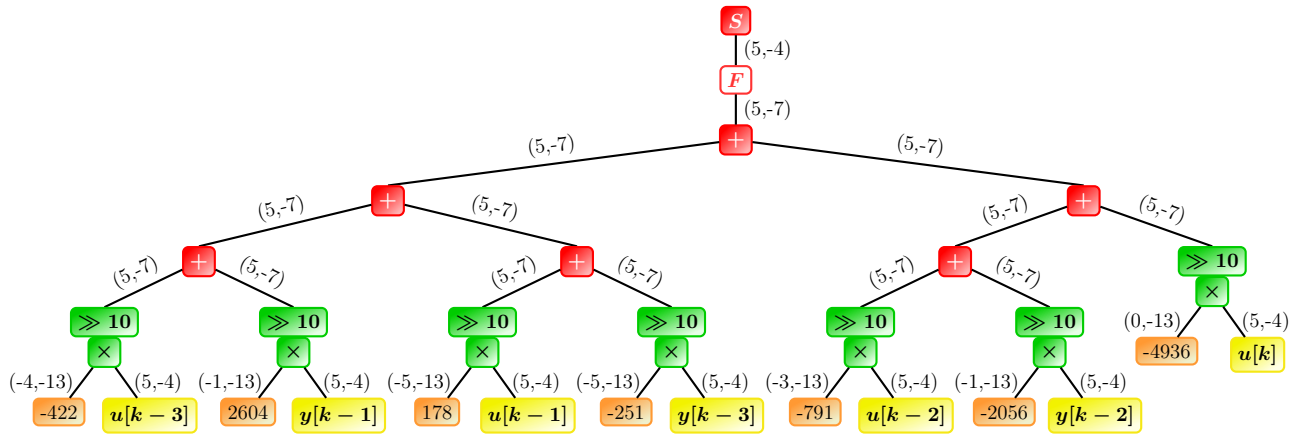 S
(5,-4)
F
(5,-7)
+
(5,-7) (5,-7)
+ +
(5,-7) (5,-7) (5,-7) (5,-7)
+ + + ≫ 10
(5,-7) (5,-7) (5,-7) (5,-7) (5,-7) (5,-7) ×
≫ 10 ≫ 10 ≫ 10 ≫ 10 ≫ 10 ≫ 10 (0,-13) (5,-4)
× × × × × × -4936 u[k]
(-4,-13) (5,-4) (-1,-13) (5,-4) (-5,-13) (5,-4) (-5,-13) (5,-4) (-3,-13) (5,-4) (-1,-13) (5,-4)
-422 u[k − 3] 2604 y[k − 1] 178 u[k − 1] -251 y[k − 3] -791 u[k − 2] -2056 y[k − 2]